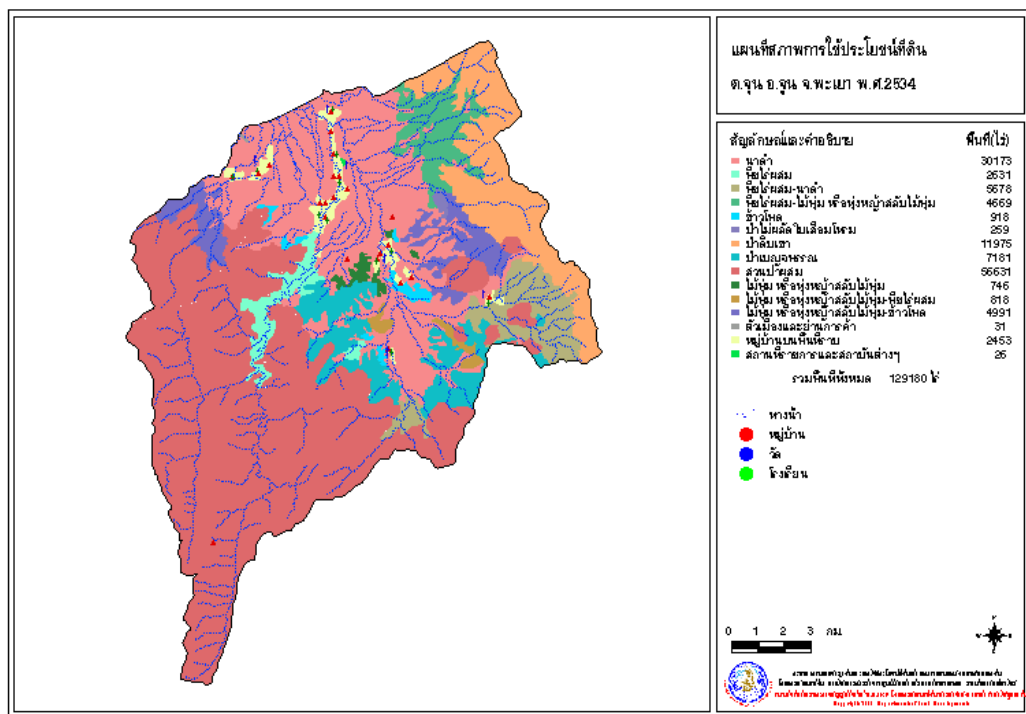 แผนที่สภาพการใช้ประโยชน์ที่ดิน
ต.จุน อ.จุน จ.พะเยา พ.ศ.2534
สัญลักษณ์และคำอธิบาย พื้นที่(ไร่)
นาดำ 30173
พืชไร่ผสม 2631
พืชไร่ผสม-นาดำ 5678
พืชไร่ผสม-ไม้พุ่ม หรือทุ่งหญ้าสลับไม้พุ่ม 4669
ข้าวโพด 918
ป่าไม้ผลัดใบเสื่อมโทรม 259
ป่าดิบเขา 11975
ป่าเบญจพรรณ 7181
สวนป่าผสม 56631
ไม้พุ่ม หรือทุ่งหญ้าสลับไม้พุ่ม 746
ไม้พุ่ม หรือทุ่งหญ้าสลับไม้พุ่ม-พืชไร่ผสม 818
ไม้พุ่ม หรือทุ่งหญ้าสลับไม้พุ่ม-ข้าวโพด 4991
ตัวเมืองและย่านการค้า 31
หมู่บ้านบนพื้นที่ราบ 2453
สถานที่ราชการและสถาบันต่างๆ 26
รวมพื้นที่ทั้งหมด 129180 ไร่
ทางน้ำ
หมู่บ้าน
วัด
โรงเรียน
0 1 2 3 กม.